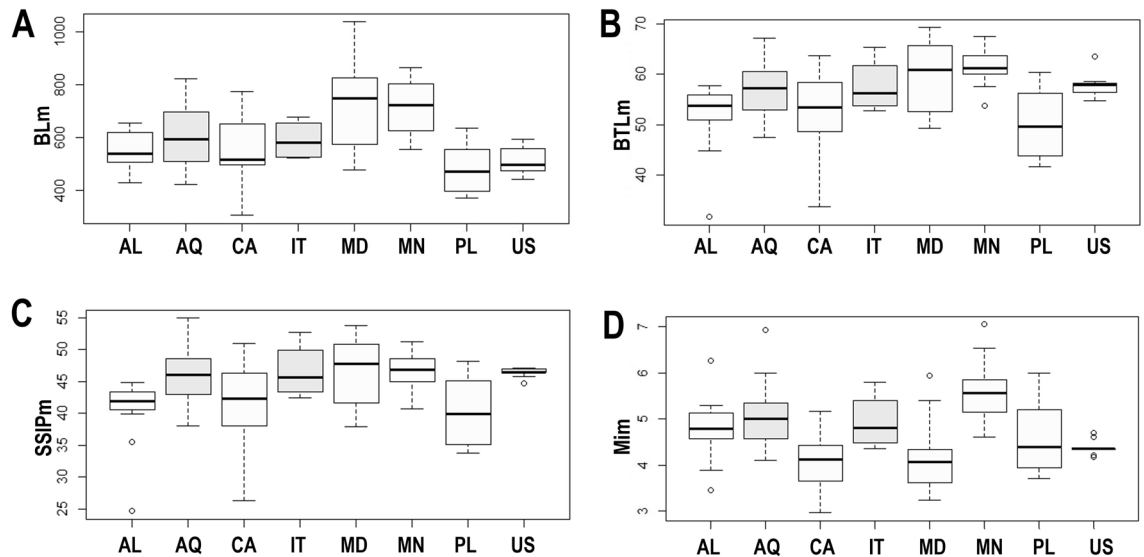 A
BLm
1000
800
600
400
AL AQ CA IT MD MN PL US
B
BTLm
70
60
50
40
AL AQ CA IT MD MN PL US
C
SSIPm
55
50
45
40
35
30
25
AL AQ CA IT MD MN PL US
D
Mim
7
6
5
4
3
AL AQ CA IT MD MN PL US